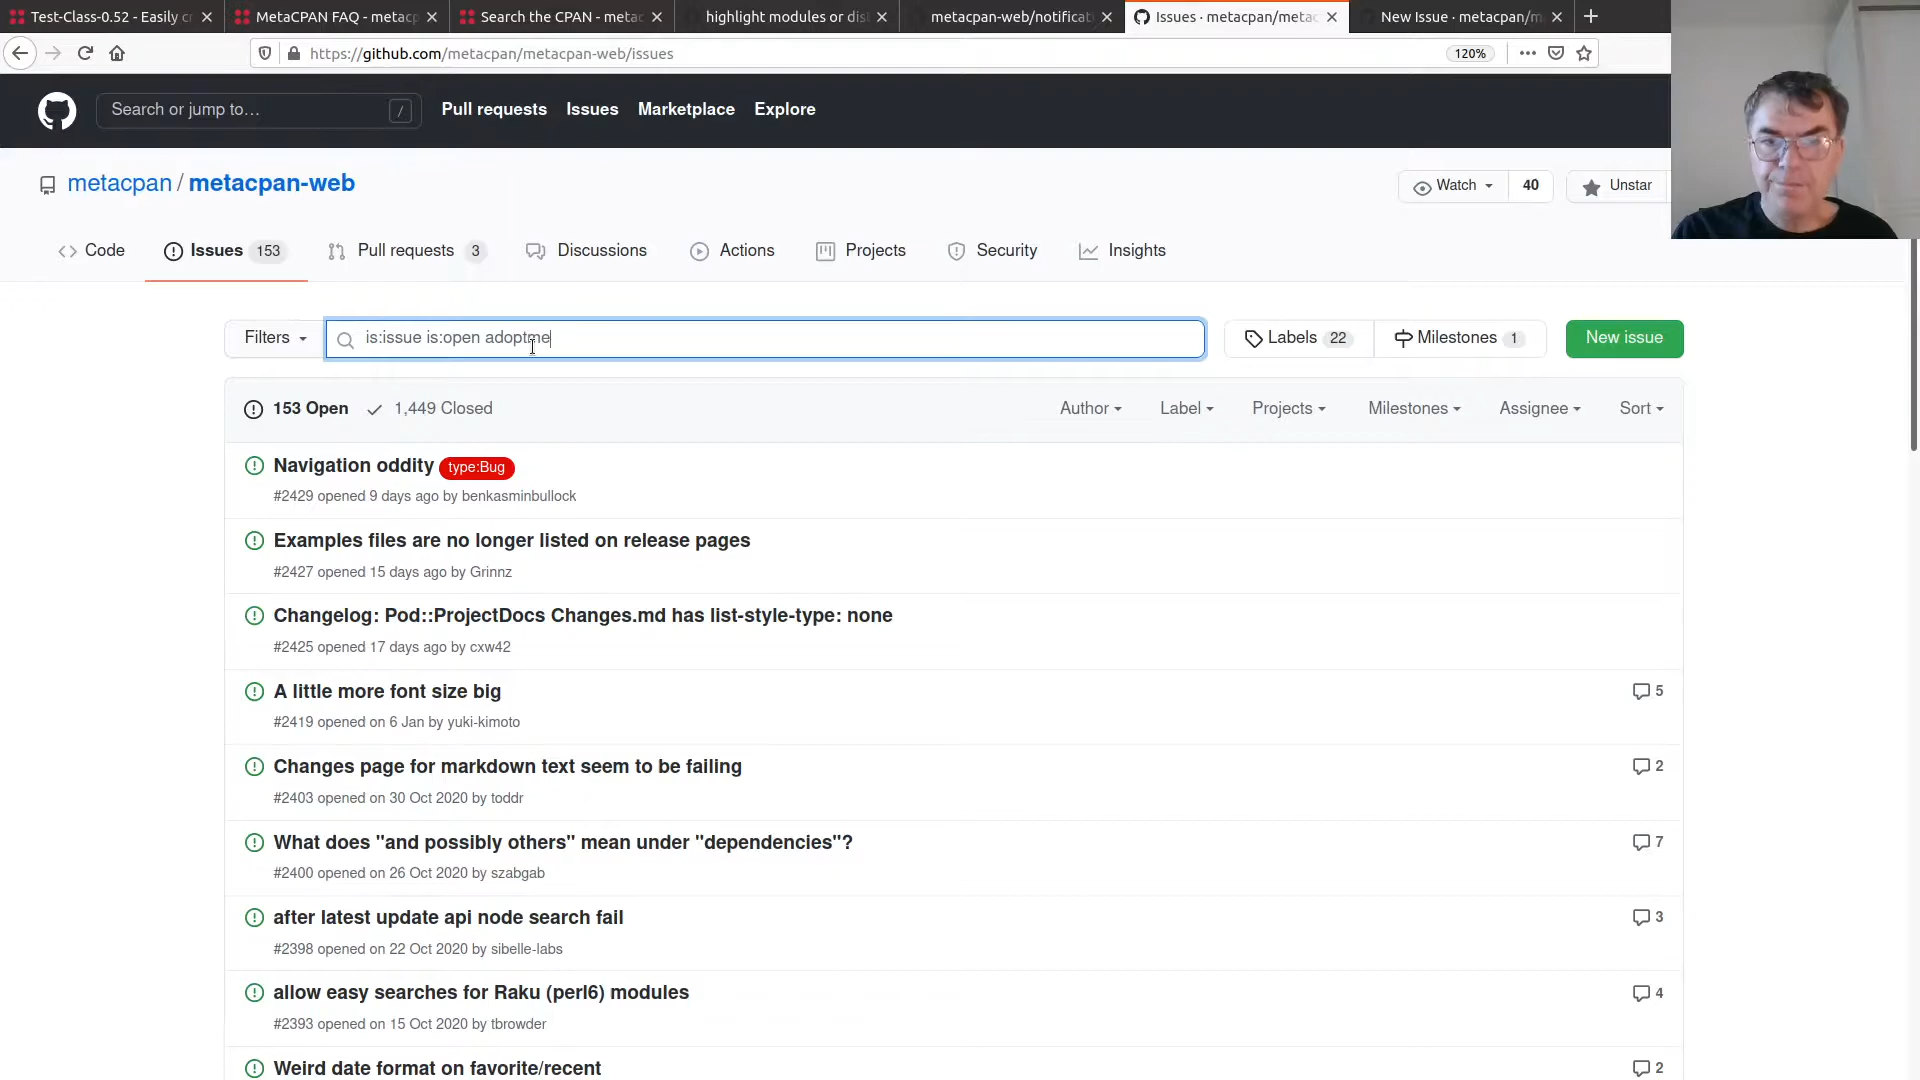 Test-Class-0.52 - Easily cr
MetaCPAN FAQ - metacp
Search the CPAN - metac
highlight modules or dist
metacpan-web/notificat
Issues · metacpan/metac
New Issue · metacpan/m
https://github.com/metacpan/metacpan-web/issues
120%
Search or jump to…
/
Pull requests
Issues
Marketplace
Explore
metacpan / metacpan-web
Watch
40
Unstar
Code
Issues 153
Pull requests 3
Discussions
Actions
Projects
Security
Insights
Filters
is:issue is:open adoptme
Labels 22
Milestones 1
New issue
153 Open
1,449 Closed
Author
Label
Projects
Milestones
Assignee
Sort
Navigation oddity type:Bug
#2429 opened 9 days ago by benkasminbullock
Examples files are no longer listed on release pages
#2427 opened 15 days ago by Grinnz
Changelog: Pod::ProjectDocs Changes.md has list-style-type: none
#2425 opened 17 days ago by cxw42
A little more font size big
5
#2419 opened on 6 Jan by yuki-kimoto
Changes page for markdown text seem to be failing
2
#2403 opened on 30 Oct 2020 by toddr
What does "and possibly others" mean under "dependencies"?
7
#2400 opened on 26 Oct 2020 by szabgab
after latest update api node search fail
3
#2398 opened on 22 Oct 2020 by sibelle-labs
allow easy searches for Raku (perl6) modules
4
#2393 opened on 15 Oct 2020 by tbrowder
Weird date format on favorite/recent
2